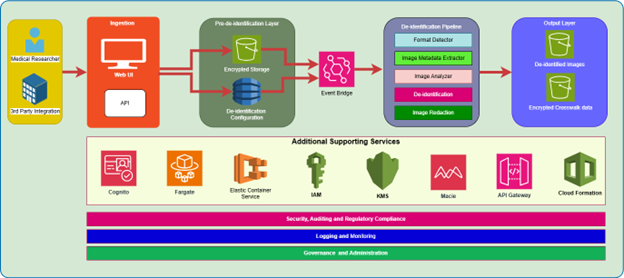 Medical Researcher
3rd Party Integration
Ingestion
Web UI
API
Pre-de-identification Layer
Encrypted Storage
De-identification
Configuration
Event Bridge
De-identification Pipeline
Format Detector
Image Metadata Extractor
Image Analyzer
De-identification
Image Redaction
Output Layer
De-identified Images
Encrypted Crosswalk data
Additional Supporting Services
Cognito
Fargate
Elastic Container
Service
IAM
KMS
Macie
API Gateway
Cloud Formation
Security, Auditing and Regulatory Compliance
Logging and Monitoring
Governance and Administration